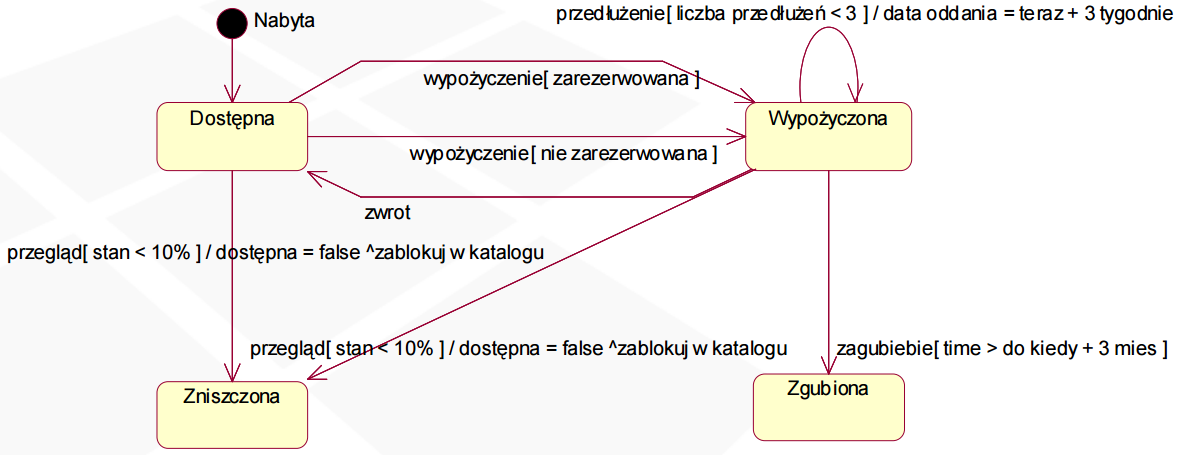 przedłużenie[ liczba przedłużeń < 3 ] / data oddania = teraz + 3 tygodnie
Nabyta
wypożyczenie[ zarezerwowana ]
Dostępna
Wypożyczona
wypożyczenie[ nie zarezerwowana ]
zwrot
przegląd[ stan < 10% ] / dostępna = false ^zablokuj w katalogu
przegląd[ stan < 10% ] / dostępna = false ^zablokuj w katalogu
zagubiebie[ time > do kiedy + 3 mies ]
Zniszczona
Zgubiona